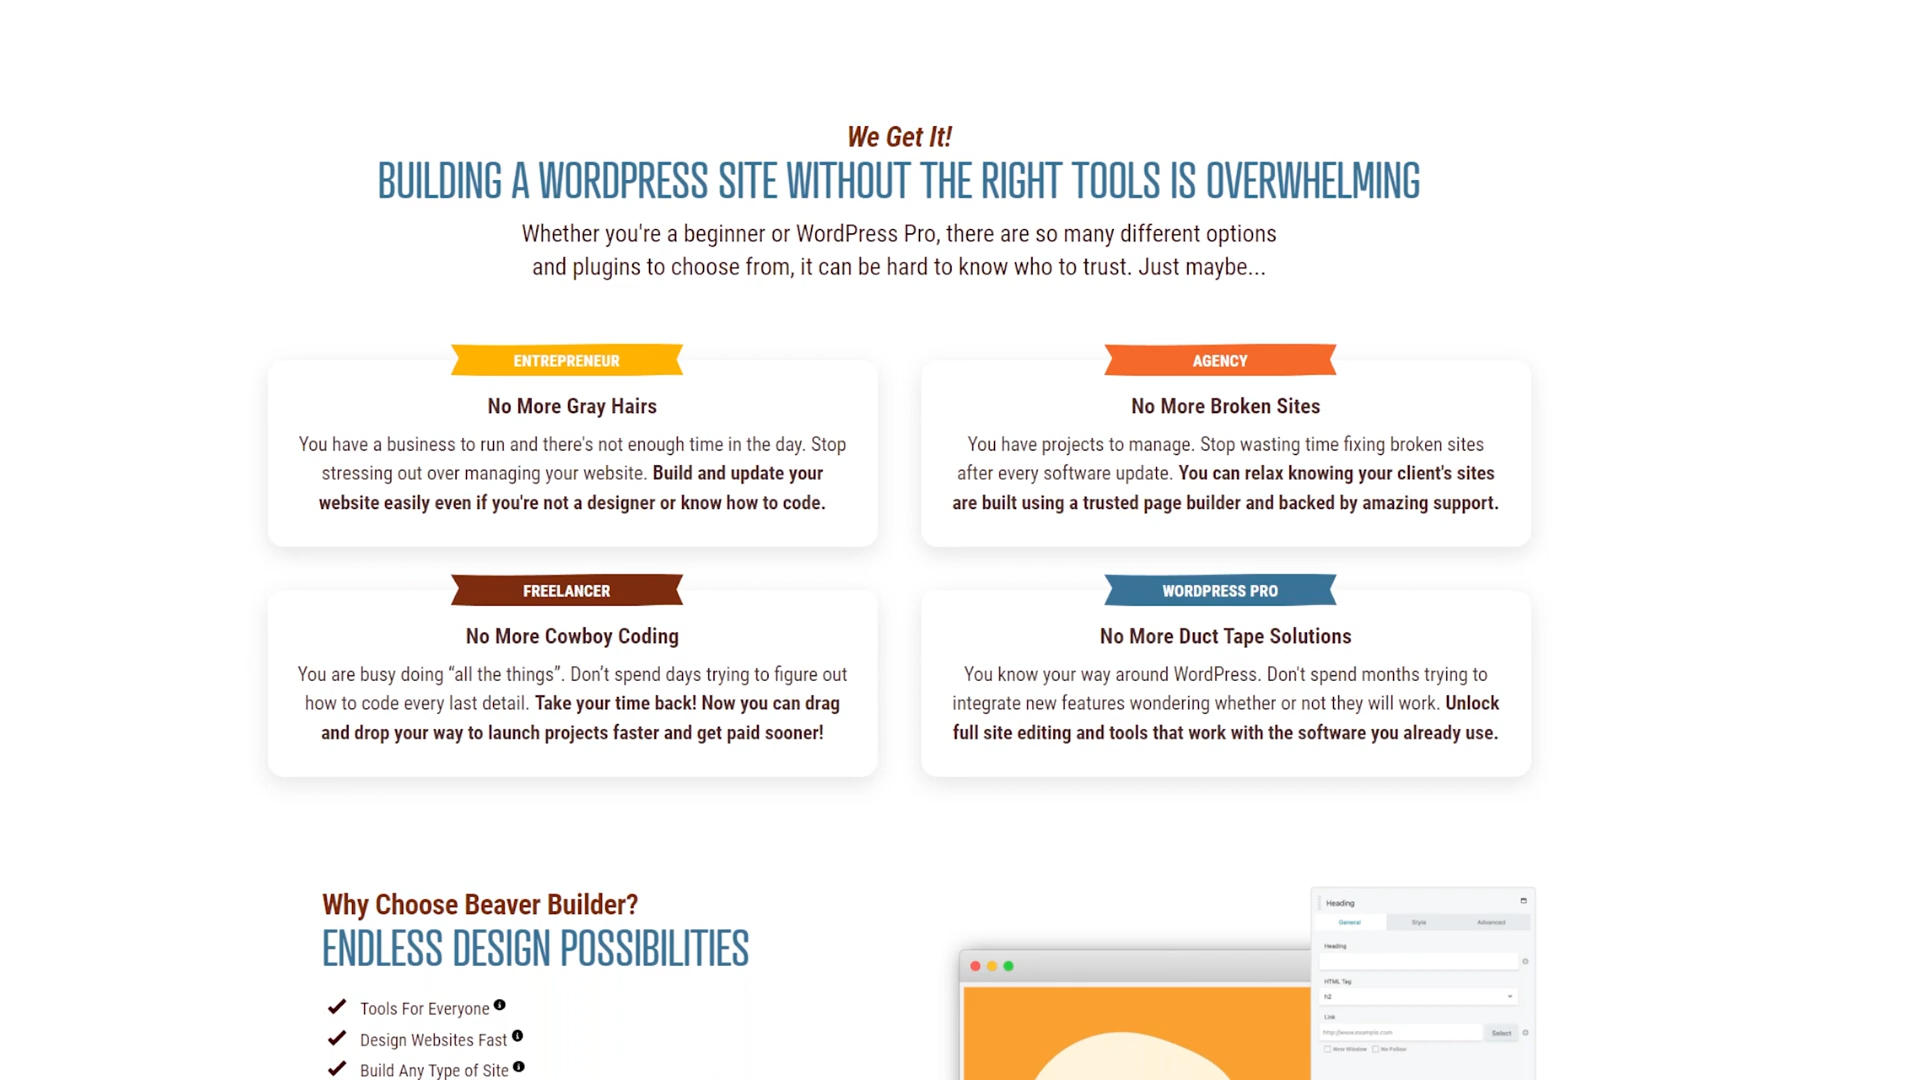 We Get It!
BUILDING A WORDPRESS SITE WITHOUT THE RIGHT TOOLS IS OVERWHELMING
Whether you're a beginner or WordPress Pro, there are so many different options
and plugins to choose from, it can be hard to know who to trust. Just maybe...
ENTREPRENEUR
No More Gray Hairs
You have a business to run and there's not enough time in the day. Stop
stressing out over managing your website. Build and update your
website easily even if you're not a designer or know how to code.
AGENCY
No More Broken Sites
You have projects to manage. Stop wasting time fixing broken sites
after every software update. You can relax knowing your client's sites
are built using a trusted page builder and backed by amazing support.
FREELANCER
No More Cowboy Coding
You are busy doing “all the things”. Don’t spend days trying to figure out
how to code every last detail. Take your time back! Now you can drag
and drop your way to launch projects faster and get paid sooner!
WORDPRESS PRO
No More Duct Tape Solutions
You know your way around WordPress. Don't spend months trying to
integrate new features wondering whether or not they will work. Unlock
full site editing and tools that work with the software you already use.
Why Choose Beaver Builder?
ENDLESS DESIGN POSSIBILITIES
Tools For Everyone
Design Websites Fast
Build Any Type of Site
Heading
General Style Advanced
Heading
HTML Tag
h2
Link
http://www.example.com Select
New Window No Follow